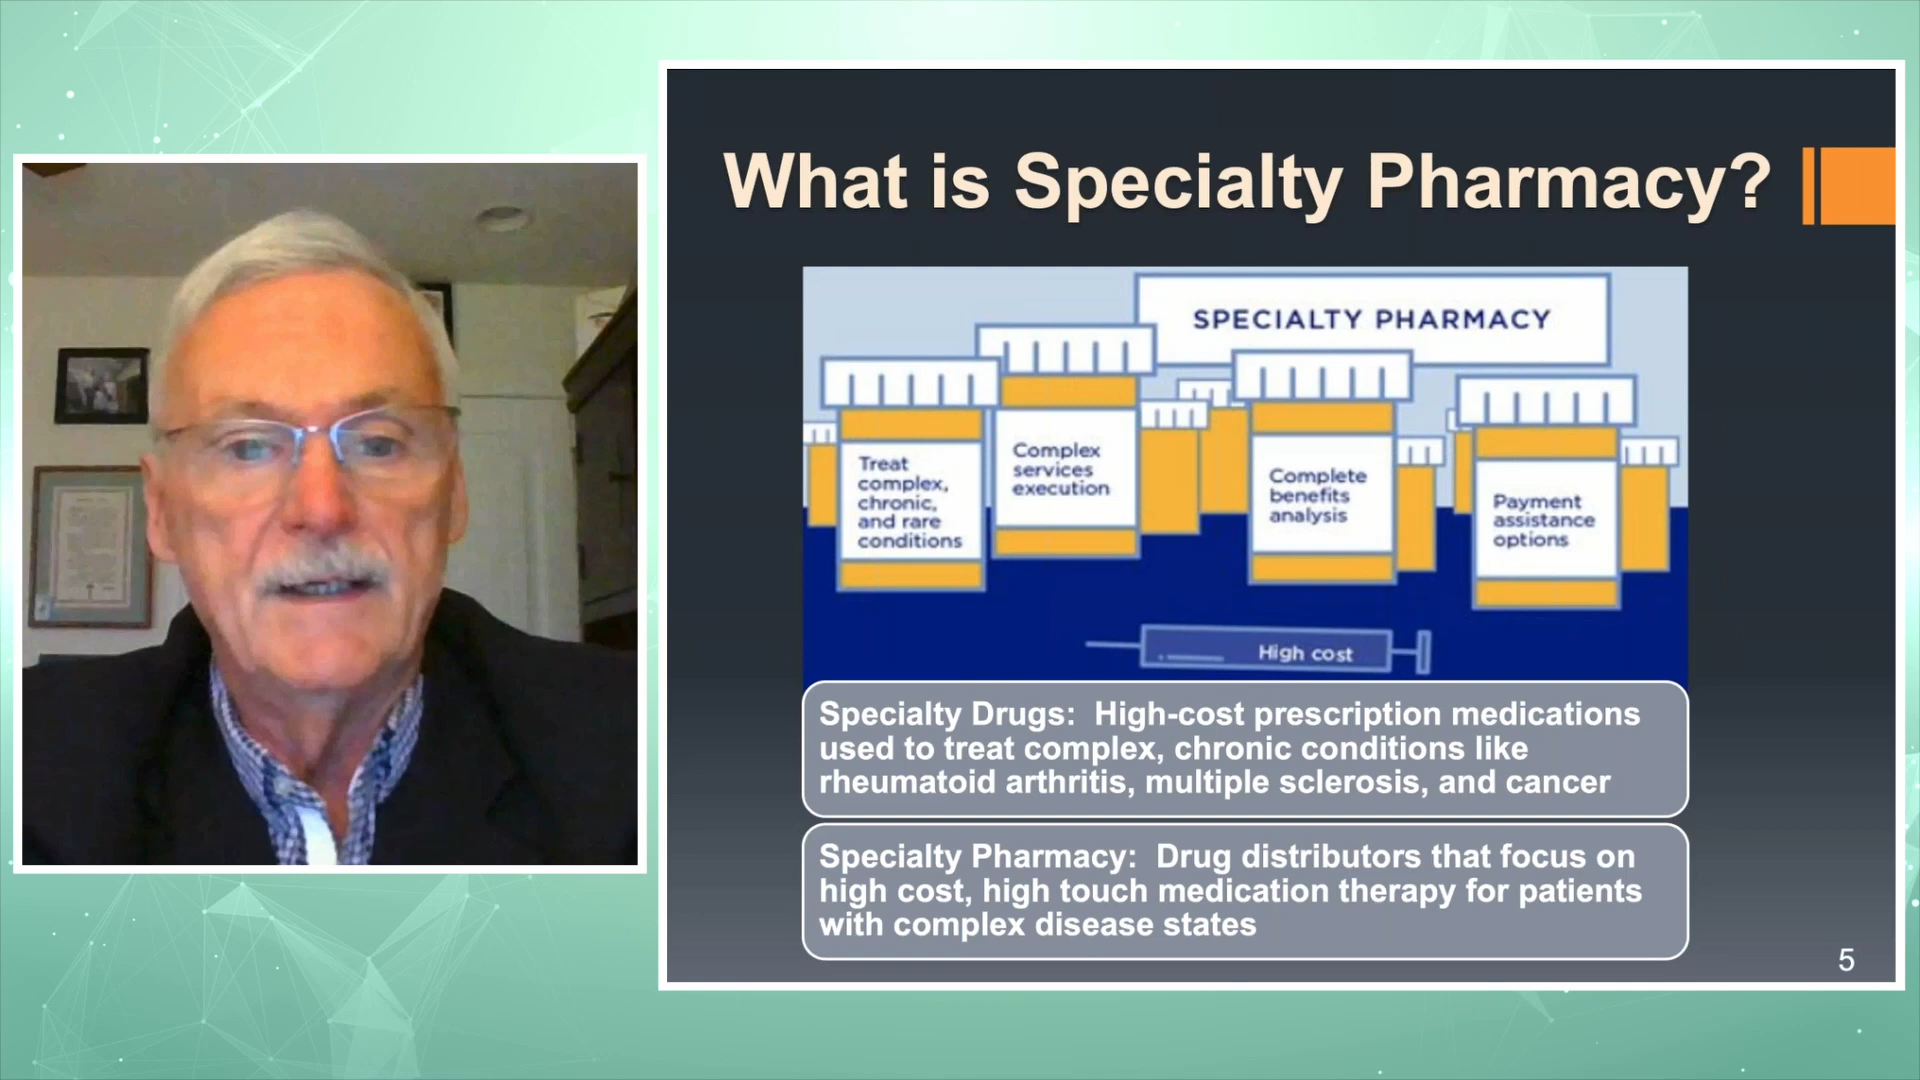 What is Specialty Pharmacy?
SPECIALTY PHARMACY
Treat
complex,
chronic,
and rare
conditions
Complex
services
execution
Complete
benefits
analysis
Payment
assistance
options
High cost
Specialty Drugs:  High-cost prescription medications
used to treat complex, chronic conditions like
rheumatoid arthritis, multiple sclerosis, and cancer
Specialty Pharmacy:  Drug distributors that focus on
high cost, high touch medication therapy for patients
with complex disease states
5